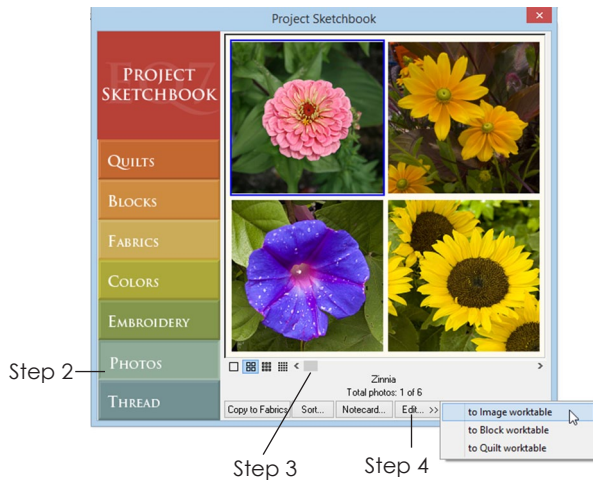 Project Sketchbook
EQ7
PROJECT
SKETCHBOOK
QUILTS
BLOCKS
FABRICS
COLORS
EMBROIDERY
PHOTOS
THREAD
Zinnia
Total photos: 1 of 6
Copy to Fabrics Sort... Notecard... Edit... >>
to Image worktable
to Block worktable
to Quilt worktable
Step 2
Step 3
Step 4